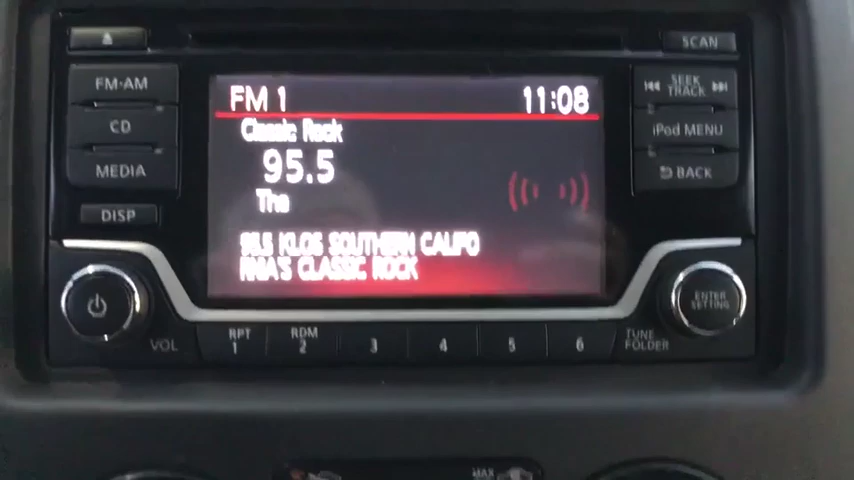 SCAN
FM·AM
SEEK
TRACK
FM 1
11:08
Classic Rock
CD
iPod MENU
95.5
MEDIA
BACK
The
DISP
95.5 KLOS SOUTHERN CALIFO
RNIA'S CLASSIC ROCK
ENTER
SETTING
VOL
RPT
1
RDM
2
3
4
5
6
TUNE
FOLDER
MAX